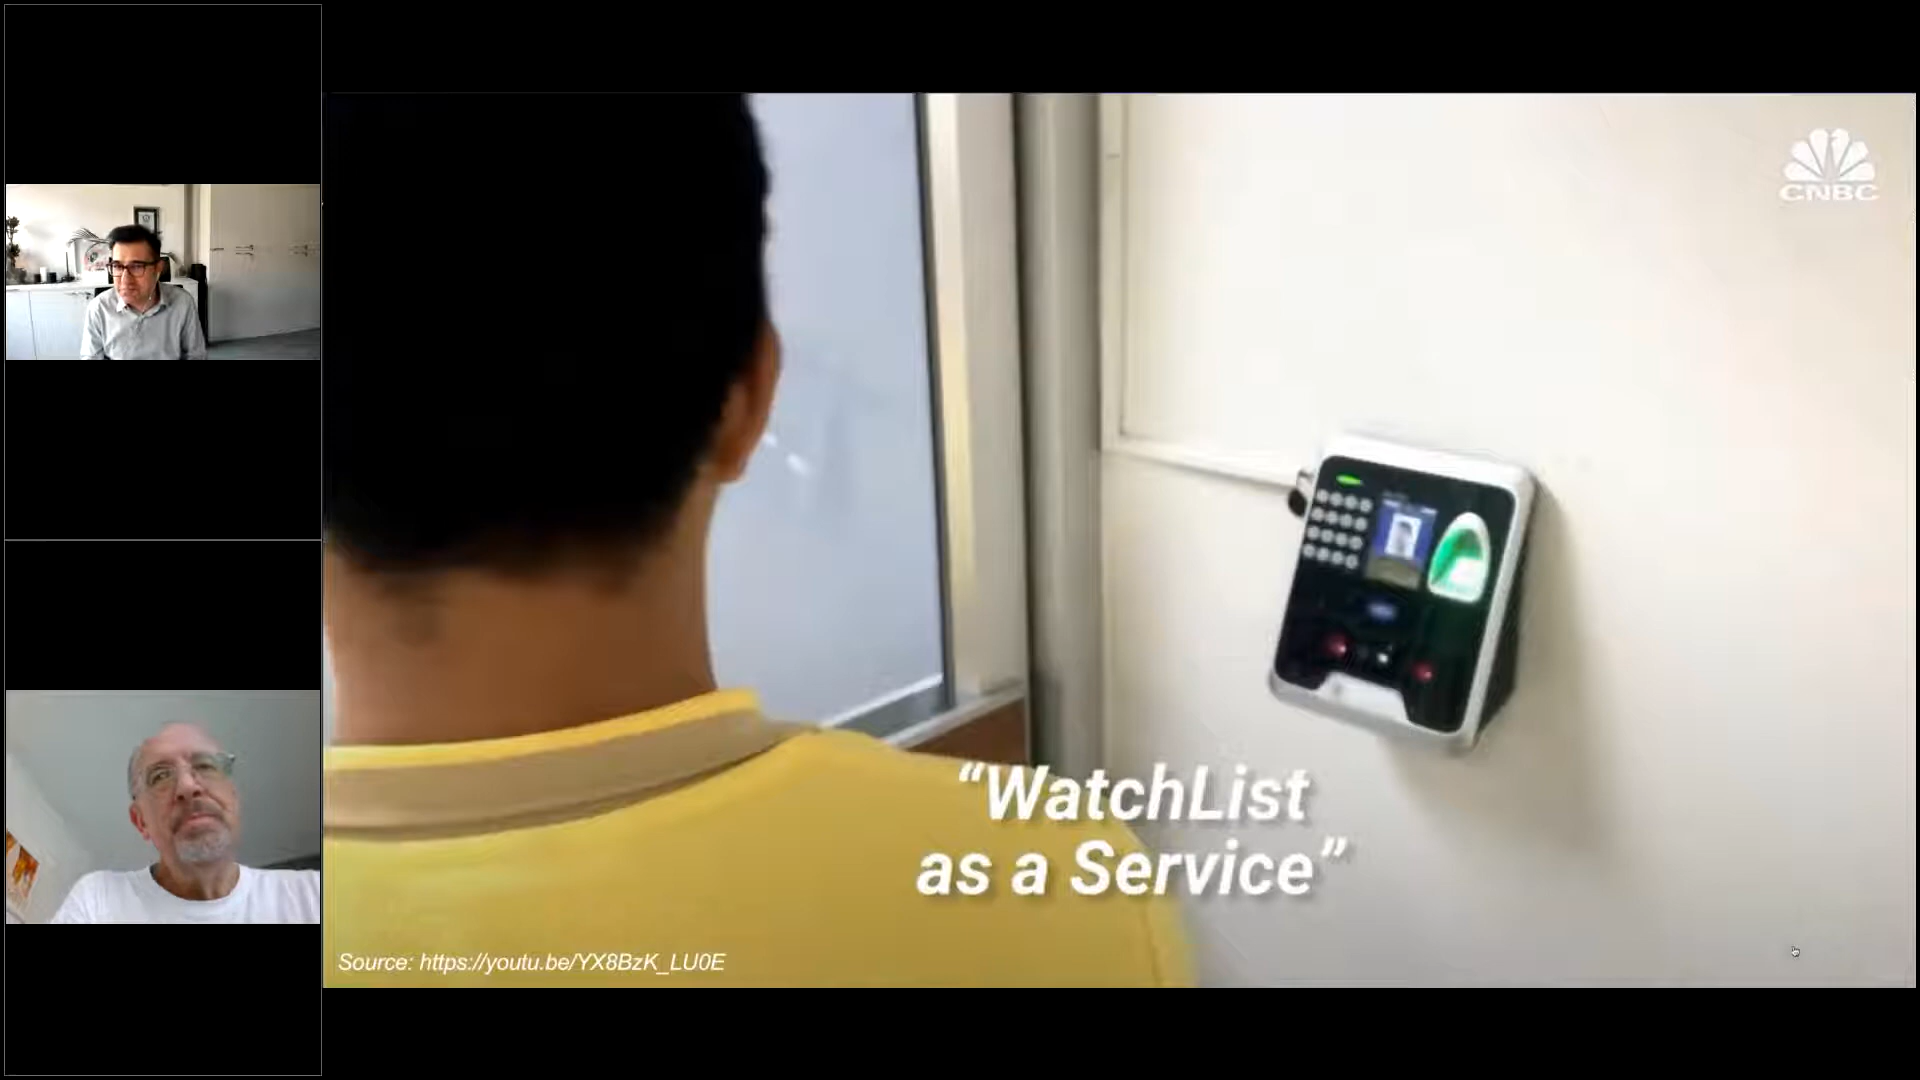 CNBC
“WatchList
as a Service”
Source: https://youtu.be/YX8BzK_LU0E